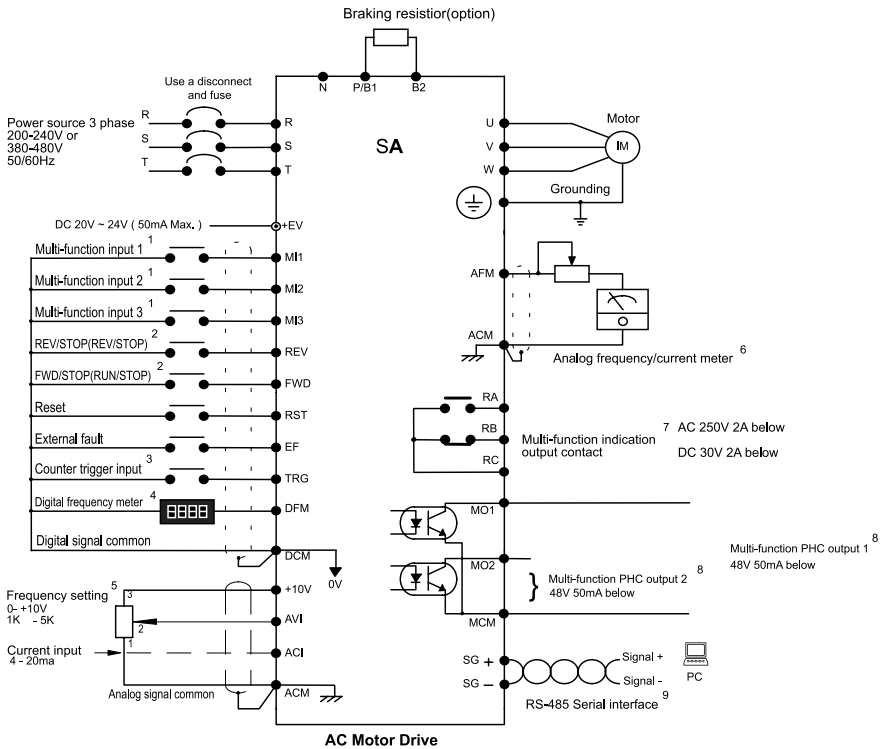 Braking resistior(option)
N P/B1 B2
Use a disconnect
and fuse
Power source 3 phase
200-240V or
380-480V
50/60Hz
R R
S S
T T
SA
U
V
W
Motor
IM
Grounding
DC 20V ~ 24V ( 50mA Max. ) +EV
Multi-function input 1 1 MI1
Multi-function input 2 1 MI2
Multi-function input 3 1 MI3
REV/STOP(REV/STOP) 2 REV
FWD/STOP(RUN/STOP) 2 FWD
Reset RST
External fault EF
Counter trigger input 3 TRG
Digital frequency meter 4 8888 DFM
Digital signal common DCM
0V
Frequency setting 5
0- +10V
1K - 5K
3 +10V
2 AVI
1
Current input
4 - 20ma
ACI
Analog signal common ACM
AFM
ACM
Analog frequency/current meter 6
RA
RB
RC
Multi-function indication
output contact
7 AC 250V 2A below
DC 30V 2A below
MO1
MO2
MCM
Multi-function PHC output 1 8
48V 50mA below
} Multi-function PHC output 2 8
48V 50mA below
SG + Signal +
SG - Signal -
PC
RS-485 Serial interface 9
AC Motor Drive